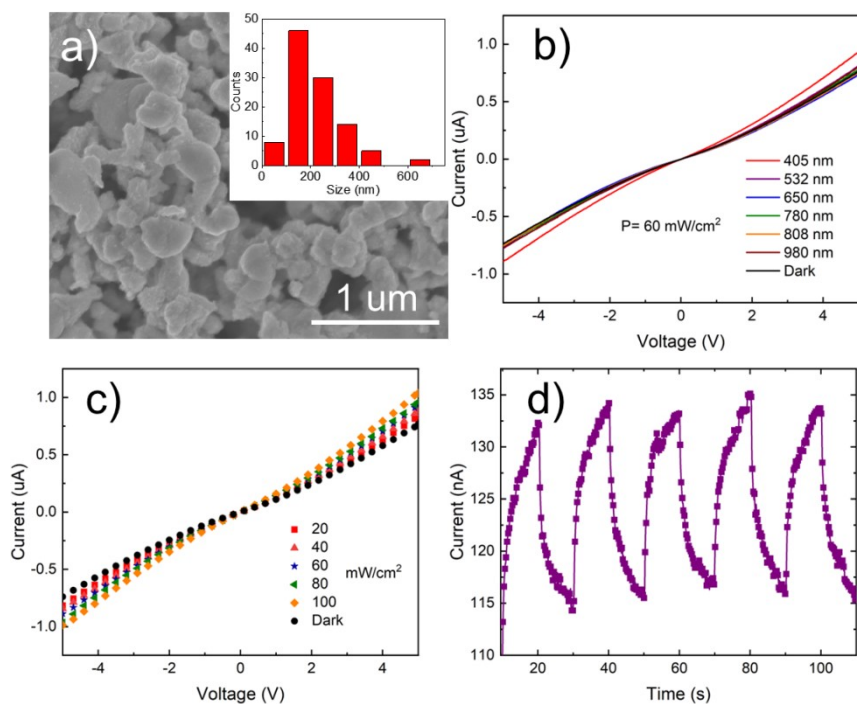 a)
50
40
30
20
10
0
Counts
0 200 400 600
Size (nm)
1 um
b)
1.0
0.5
0.0
-0.5
-1.0
Current (uA)
405 nm
532 nm
650 nm
780 nm
808 nm
980 nm
Dark
P= 60 mW/cm²
-4 -2 0 2 4
Voltage (V)
c)
1.0
0.5
0.0
-0.5
-1.0
Current (uA)
20
40
60
80
100
Dark
mW/cm²
-4 -2 0 2 4
Voltage (V)
d)
135
130
125
120
115
110
Current (nA)
20 40 60 80 100
Time (s)